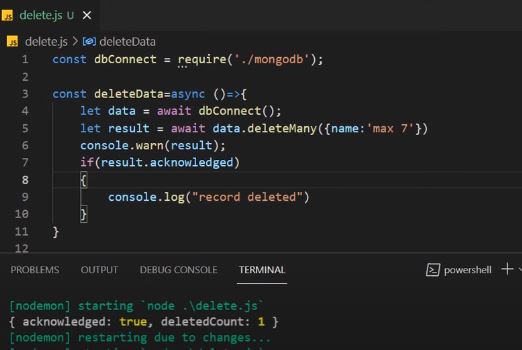 JS delete.js U ×
JS delete.js > deleteData
1 const dbConnect = require('./mongodb');
2
3 const deleteData=async ()=>{
4 let data = await dbConnect();
5 let result = await data.deleteMany({name:'max 7'})
6 console.warn(result);
7 if(result.acknowledged)
8 {
9 console.log("record deleted")
10 }
11 }
12
PROBLEMS OUTPUT DEBUG CONSOLE TERMINAL powershell
[nodemon] starting `node .\delete.js`
{ acknowledged: true, deletedCount: 1 }
[nodemon] restarting due to changes...